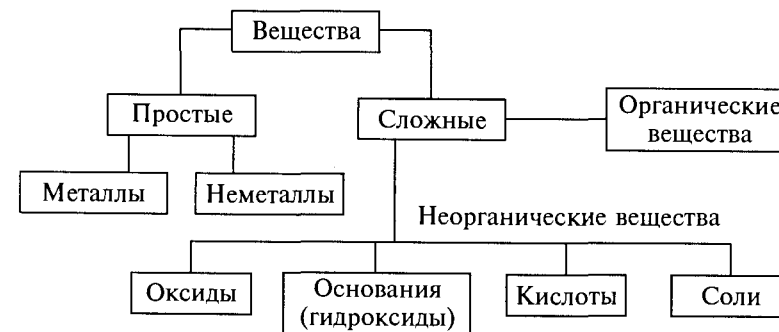 Вещества
Простые
Сложные
Органические
вещества
Металлы
Неметаллы
Неорганические вещества
Оксиды
Основания
(гидроксиды)
Кислоты
Соли